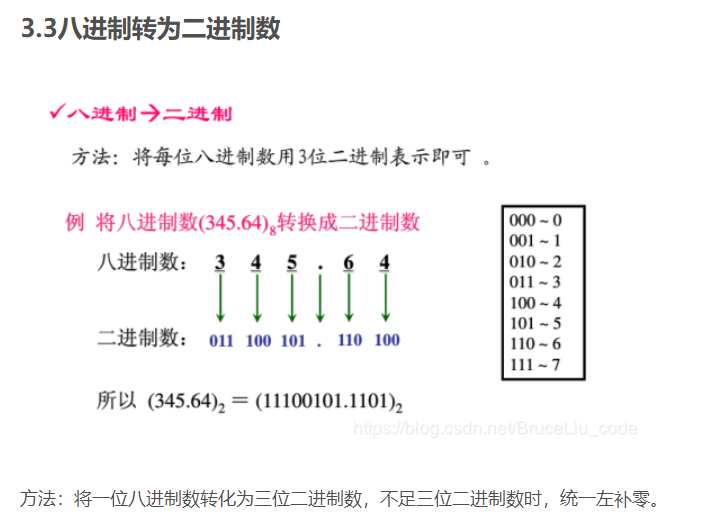 3.3八进制转为二进制数
✓八进制→二进制
方法：将每位八进制数用3位二进制表示即可 。
例 将八进制数(345.64)₈转换成二进制数
八进制数： 3 4 5 . 6 4
二进制数： 011 100 101 . 110 100
所以 (345.64)₂ = (11100101.1101)₂
000 ~ 0
001 ~ 1
010 ~ 2
011 ~ 3
100 ~ 4
101 ~ 5
110 ~ 6
111 ~ 7
https://blog.csdn.net/BruceLiu_code
方法：将一位八进制数转化为三位二进制数，不足三位二进制数时，统一左补零。